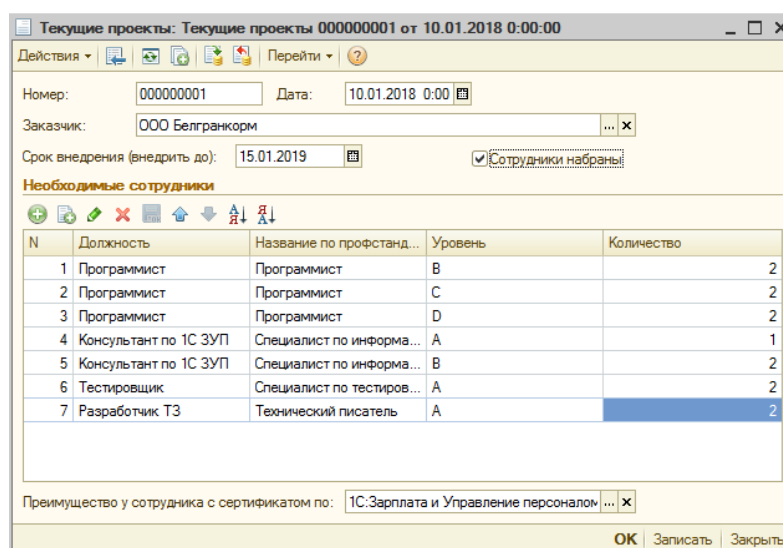 Текущие проекты: Текущие проекты 000000001 от 10.01.2018 0:00:00
Действия Перейти
Номер: 000000001 Дата: 10.01.2018 0:00
Заказчик: ООО Белгранкорм ... x
Срок внедрения (внедрить до): 15.01.2019 Сотрудники набраны
Необходимые сотрудники
N Должность Название по профстанд... Уровень Количество
1 Программист Программист B 2
2 Программист Программист C 2
3 Программист Программист D 2
4 Консультант по 1С ЗУП Специалист по информа... A 1
5 Консультант по 1С ЗУП Специалист по информа... B 2
6 Тестировщик Специалист по тестиров... A 2
7 Разработчик ТЗ Технический писатель A 2
Преимущество у сотрудника с сертификатом по: 1С:Зарплата и Управление персоналом ... x
OK Записать Закрыть